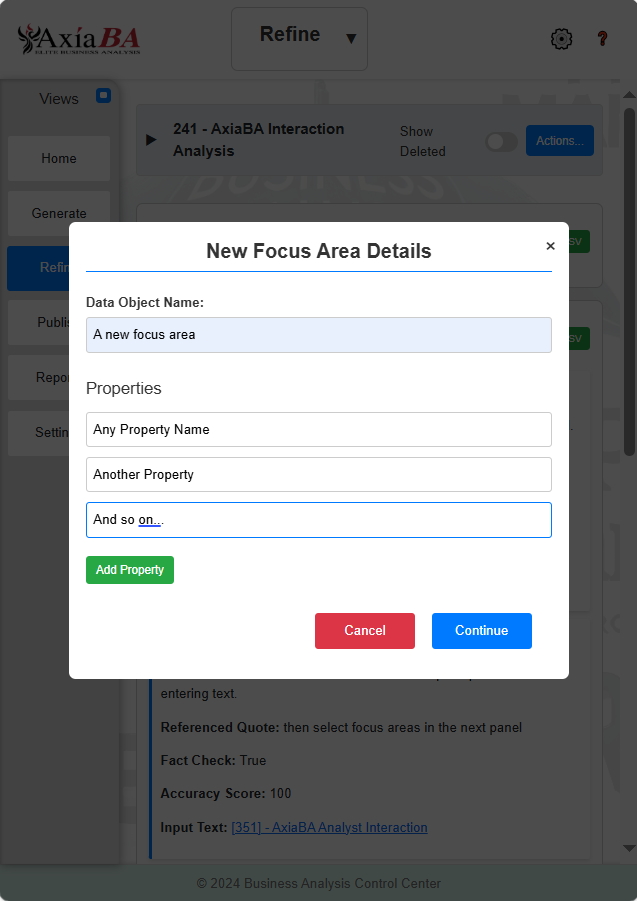 AxiaBA
ELITE BUSINESS ANALYSIS
Refine ▼
?
Views
Home
Generate
Refin
Publis
Repor
Settin
▶ 241 - AxiaBA Interaction
Analysis
Show
Deleted
Actions...
BUSINESS
SV
SV
New Focus Area Details
×
Data Object Name:
A new focus area
Properties
Any Property Name
Another Property
And so on...
Add Property
Cancel
Continue
entering text.
Referenced Quote: then select focus areas in the next panel
Fact Check: True
Accuracy Score: 100
Input Text: [351] - AxiaBA Analyst Interaction
© 2024 Business Analysis Control Center